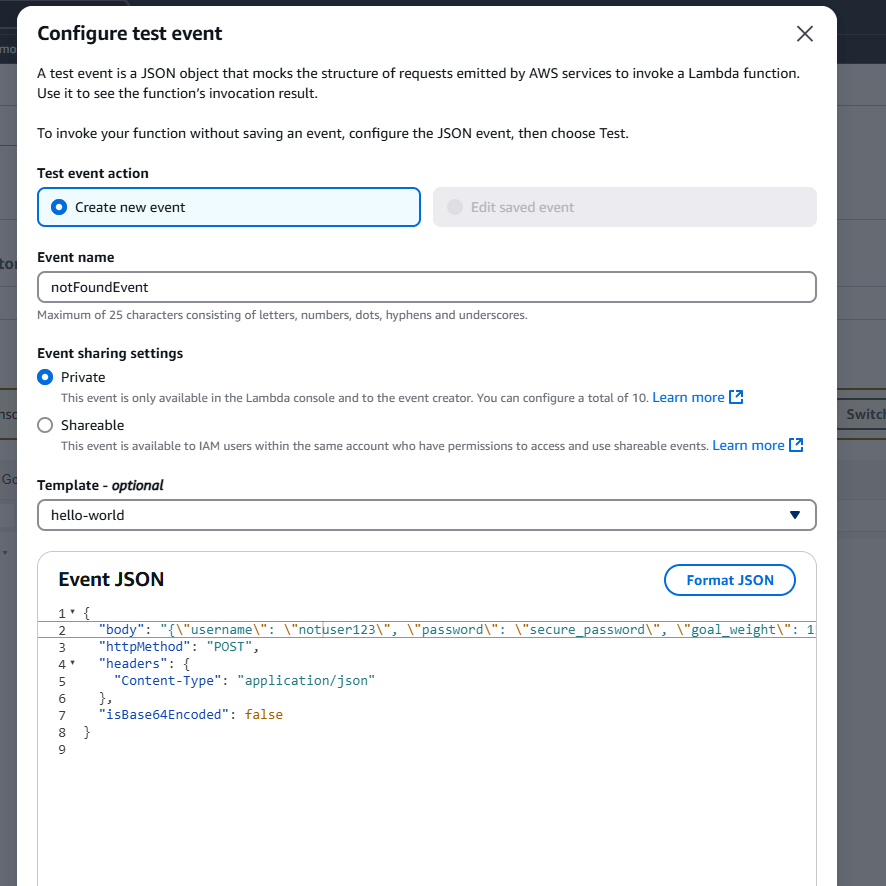 Configure test event
A test event is a JSON object that mocks the structure of requests emitted by AWS services to invoke a Lambda function.
Use it to see the function’s invocation result.
To invoke your function without saving an event, configure the JSON event, then choose Test.
Test event action
Create new event
Edit saved event
Event name
notFoundEvent
Maximum of 25 characters consisting of letters, numbers, dots, hyphens and underscores.
Event sharing settings
Private
This event is only available in the Lambda console and to the event creator. You can configure a total of 10. Learn more
Shareable
This event is available to IAM users within the same account who have permissions to access and use shareable events. Learn more
Switch
Template - optional
hello-world
Event JSON
Format JSON
1 {
2 "body": "{\"username\": \"notuser123\", \"password\": \"secure_password\", \"goal_weight\": 1
3 "httpMethod": "POST",
4 "headers": {
5 "Content-Type": "application/json"
6 },
7 "isBase64Encoded": false
8 }
9